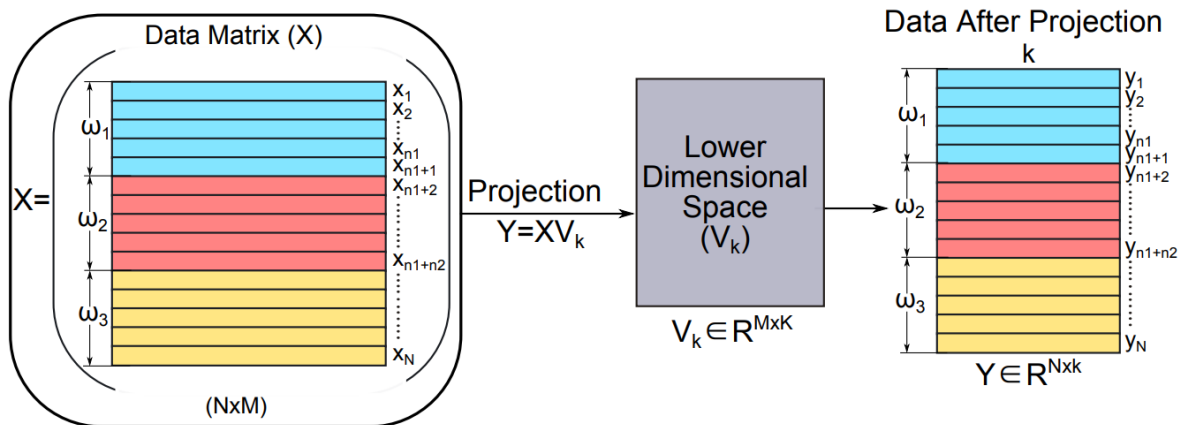 Data Matrix (X)
X=
ω1
ω2
ω3
x1
x2
xn1
xn1+1
xn1+2
xn1+n2
xN
(NxM)
Projection
Y=XVk
Lower
Dimensional
Space
(Vk)
Vk∈RMxK
Data After Projection
k
ω1
ω2
ω3
y1
y2
yn1
yn1+1
yn1+2
yn1+n2
yN
Y∈RNxk